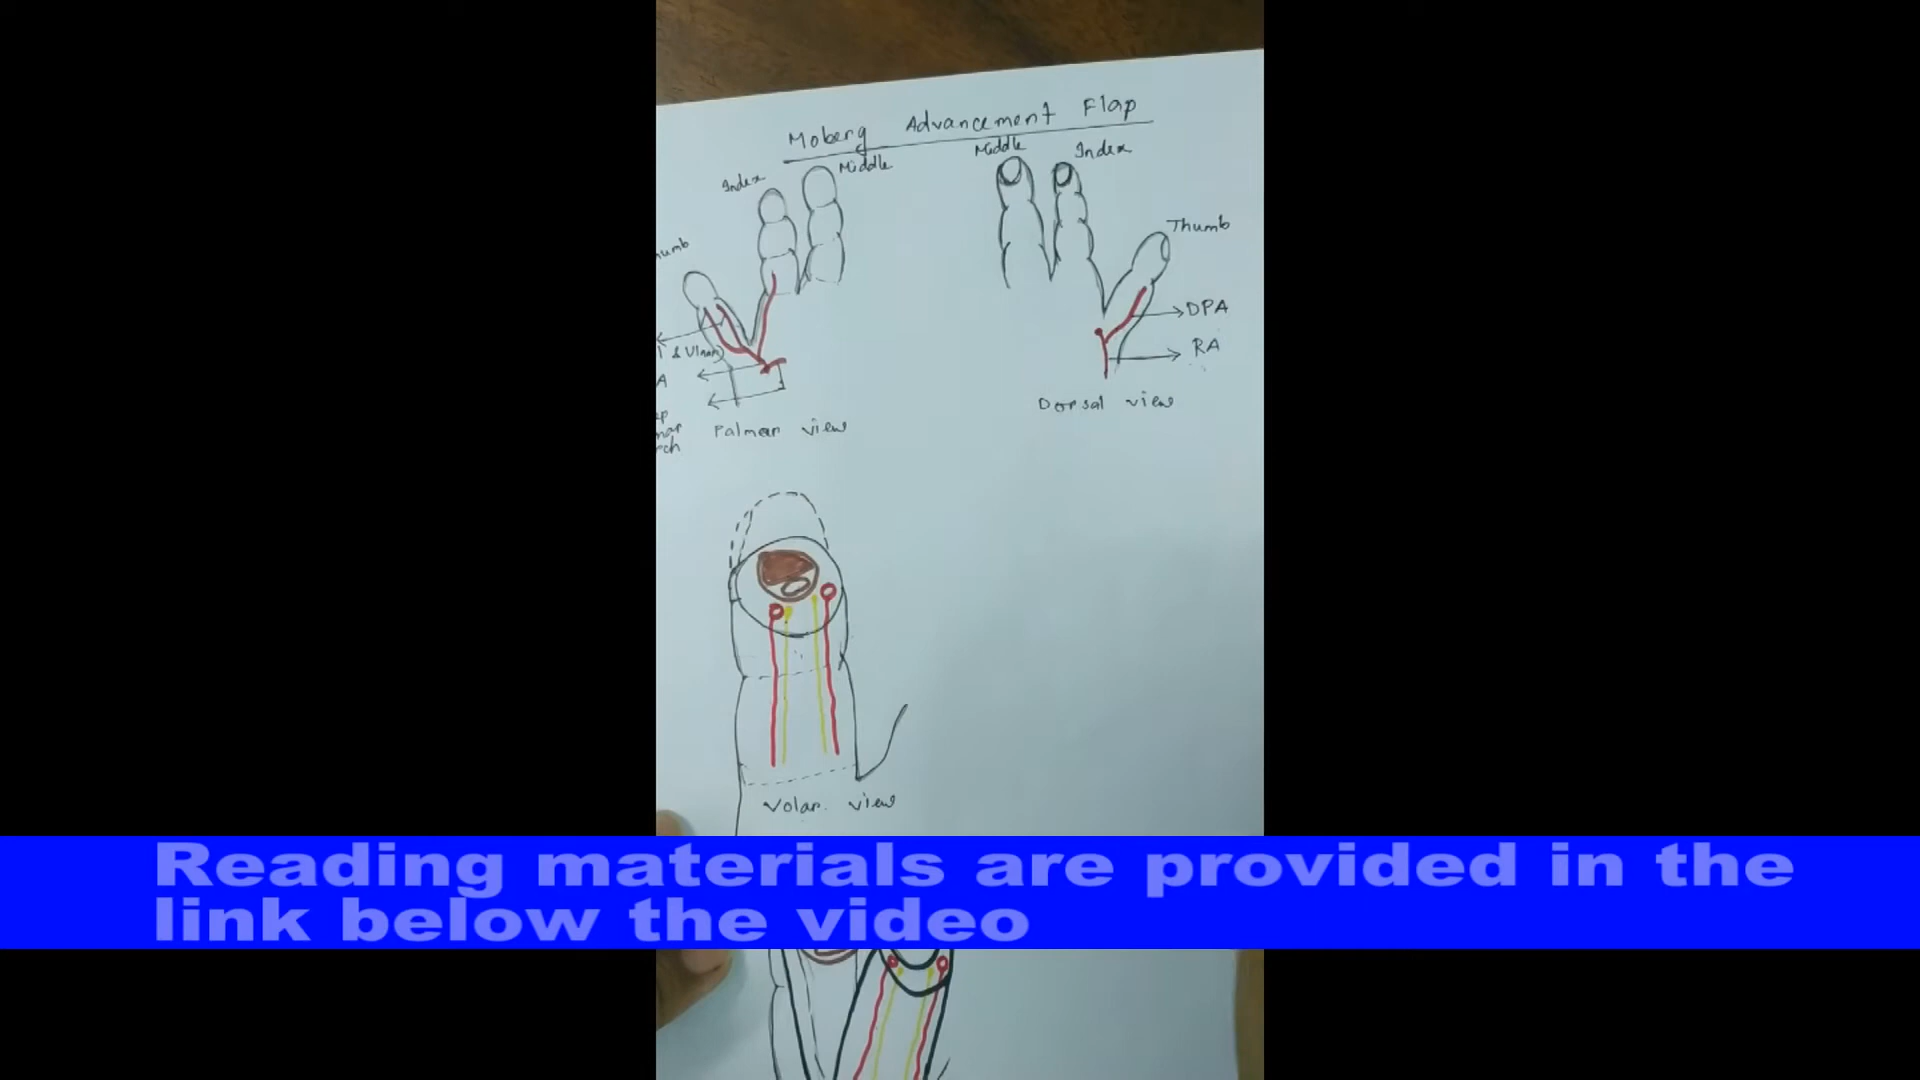 Moberg Advancement Flap
Index Middle
Middle Index
Thumb
DPA
RA
& Ulnar)
Palmar view
Dorsal view
Volar view
Reading materials are provided in the
link below the video